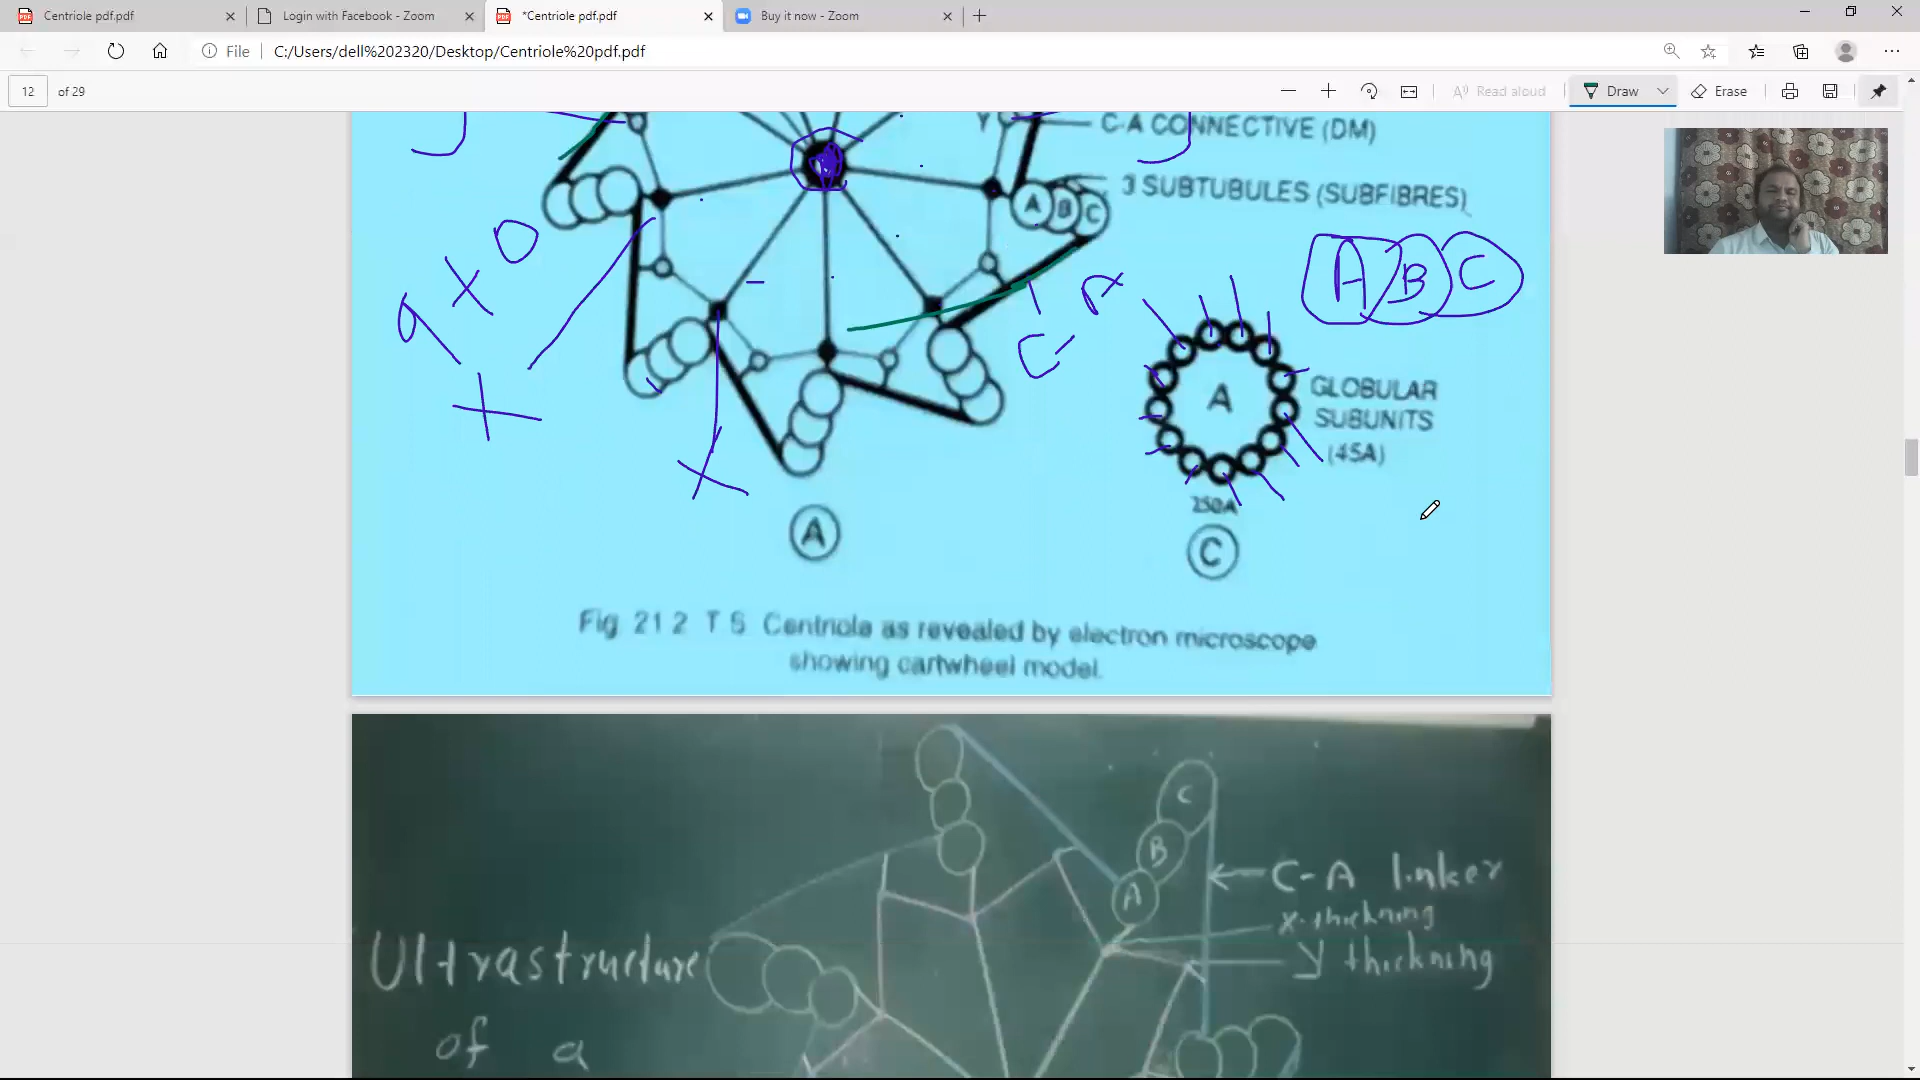 Centriole pdf.pdf
Login with Facebook - Zoom
*Centriole pdf.pdf
Buy it now - Zoom
File
C:/Users/dell%202320/Desktop/Centriole%20pdf.pdf
12 of 29
Read aloud
Draw
Erase
Y
C-A CONNECTIVE (DM)
3 SUBTUBULES (SUBFIBRES)
A B C
9 + 0
A B C
C - A
A
GLOBULAR
SUBUNITS
(45A)
250A
A
C
Fig 21 2 T S Centriole as revealed by electron microscope
showing cartwheel model.
C
B
A
C-A linker
x-thickning
y thickning
Ultrastructure
of a